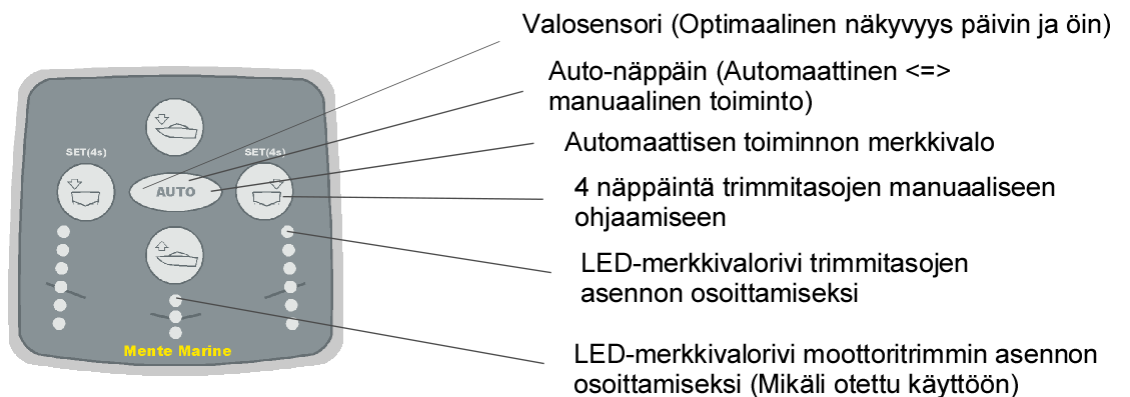 Valosensori (Optimaalinen näkyvyys päivin ja öin)
Auto-näppäin (Automaattinen <=>
manuaalinen toiminto)
Automaattisen toiminnon merkkivalo
4 näppäintä trimmitasojen manuaaliseen
ohjaamiseen
LED-merkkivalorivi trimmitasojen
asennon osoittamiseksi
LED-merkkivalorivi moottoritrimmin asennon
osoittamiseksi (Mikäli otettu käyttöön)
SET(4s)
SET(4s)
AUTO
Mente Marine